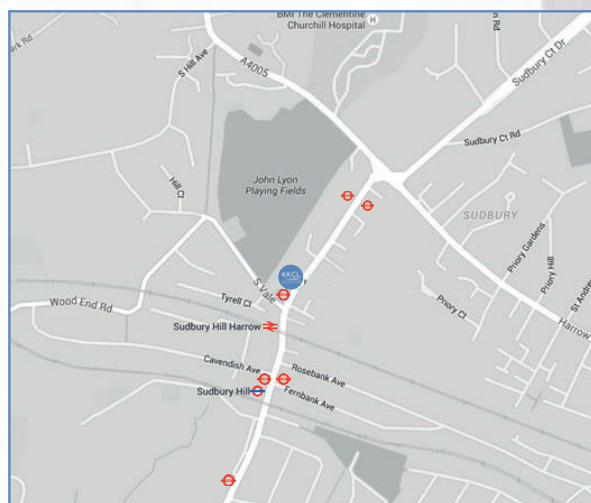 BMI The Clementine
Churchill Hospital
H
Sudbury Ct Dr
S Hill Ave
A4005
Sudbury Ct Rd
John Lyon
Playing Fields
Hill Ct
SUDBURY
Priory Gardens
Priory Hill
KKCL
S Vale
Tyrell Ct
Wood End Rd
Priory Ct
Harrow
Sudbury Hill Harrow
Cavendish Ave
Rosebank Ave
Sudbury Hill
Fernbank Ave